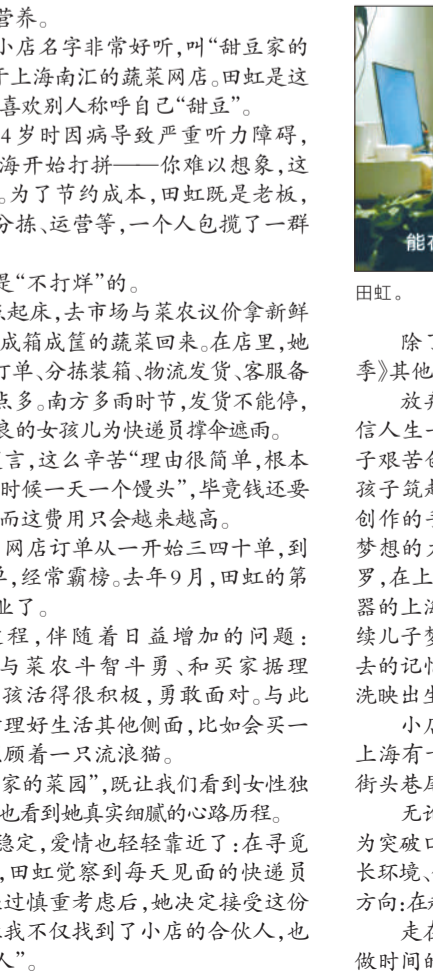 营养。
小店名字非常好听,叫“甜豆家的
于上海南汇的蔬菜网店。田虹是这
喜欢别人称呼自己“甜豆”。
4岁时因病导致严重听力障碍,
海开始打拼——你难以想象,这
。为了节约成本,田虹既是老板,
分拣、运营等,一个人包揽了一群
是“不打烊”的。
起床,去市场与菜农议价拿新鲜
成箱成筐的蔬菜回来。在店里,她
打单、分拣装箱、物流发货、客服备
点多。南方多雨时节,发货不能停,
良的女孩儿为快递员撑伞遮雨。
言,这么辛苦“理由很简单,根本
时候一天一个馒头”,毕竟钱还要
而这费用只会越来越高。
网店订单从一开始三四十单,到
单,经常霸榜。去年9月,田虹的第
业了。
过程,伴随着日益增加的问题:
与菜农斗智斗勇、和买家据理
孩活得很积极,勇敢面对。与此
打理好生活其他侧面,比如会买一
顾着一只流浪猫。
家的菜园”,既让我们看到女性独
也看到她真实细腻的心路历程。
稳定,爱情也轻轻靠近了:在寻觅
,田虹觉察到每天见面的快递员
过慎重考虑后,她决定接受这份
我不仅找到了小店的合伙人,也
人”。
能在
田虹。
除了
季》其他
放弃
信人生一
子艰苦创
孩子筑起
创作的手
梦想的
罗,在上
器的上海
续儿子梦
去的记忆
洗映出生
小店
上海有十
街头巷尾
无论
为突破口
长环境、
方向:在
走在
做时间的